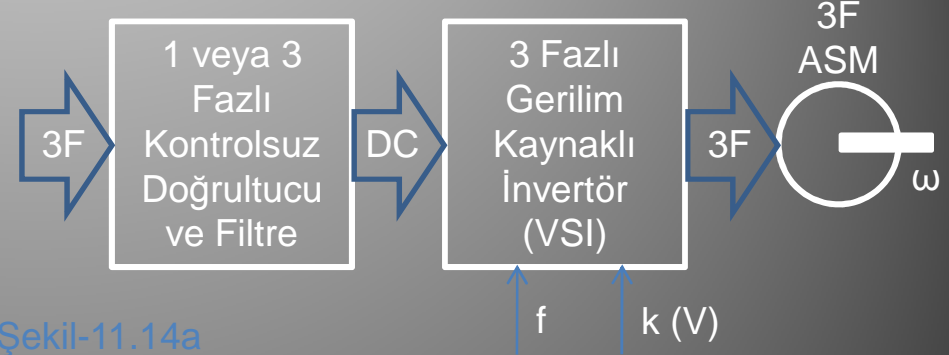 3F
1 veya 3
Fazlı
Kontrolsuz
Doğrultucu
ve Filtre
DC
3 Fazlı
Gerilim
Kaynaklı
İnvertör
(VSI)
3F
3F
ASM
ω
f
k (V)
Şekil-11.14a